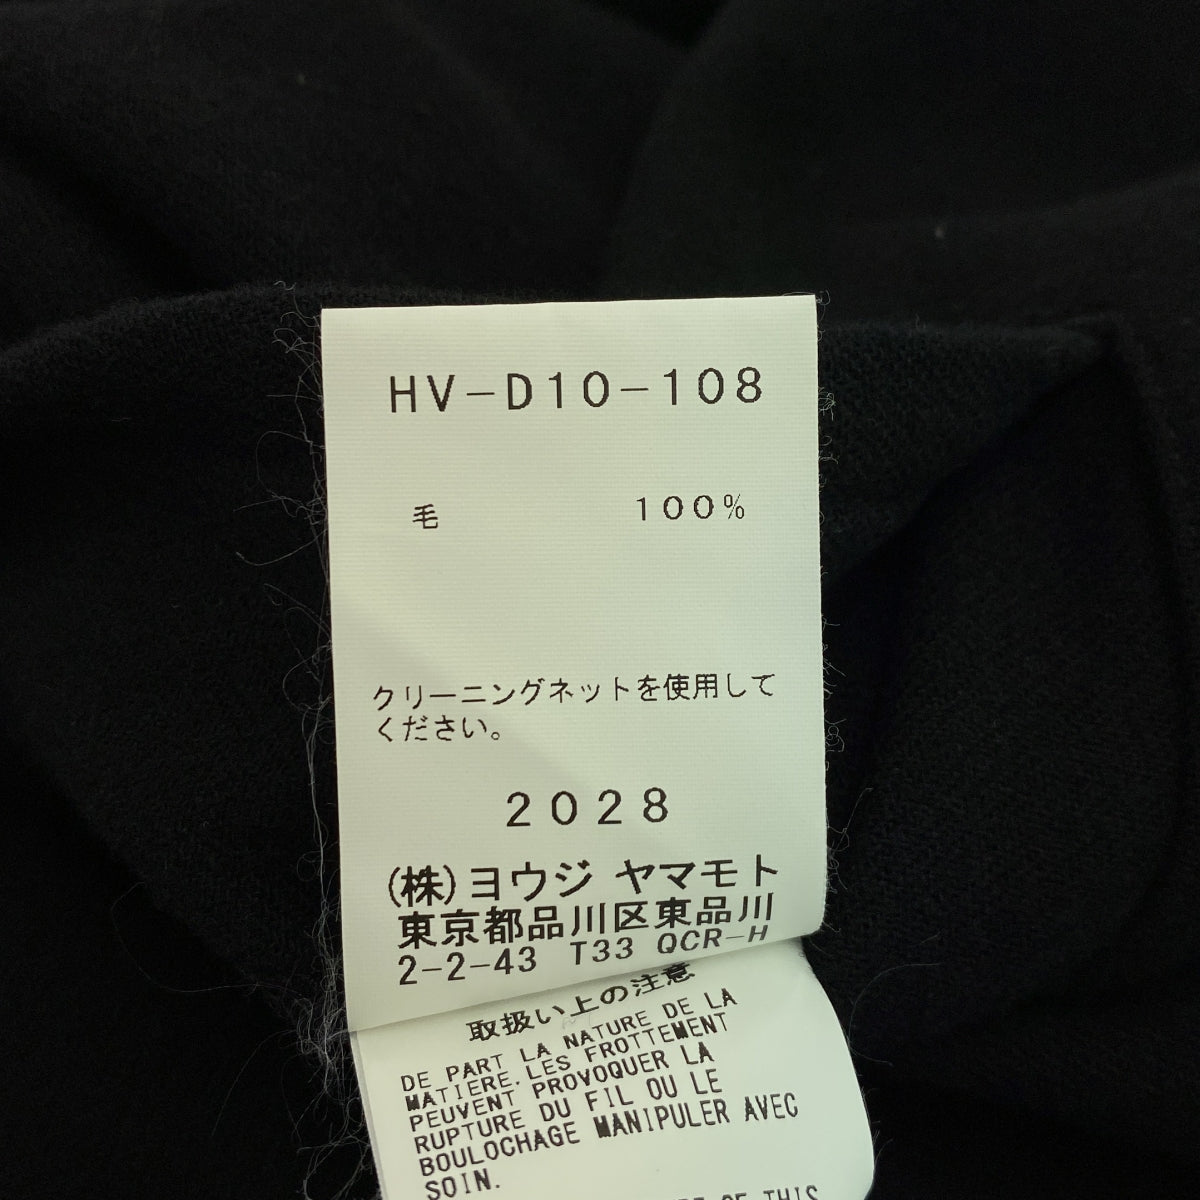 HV-D10-108
毛 100%
クリーニングネットを使用して
ください。
2028
(株)ヨウジ ヤマモト
東京都品川区東品川
2-2-43 T33 QCR-H
取扱い上の注意
DE PART LA NATURE DE LA
MATIERE.LES FROTTEMENT
PEUVENT PROVOQUER LA
RUPTURE DU FIL OU LE
BOULOCHAGE MANIPULER AVEC
SOIN.
OF THIS